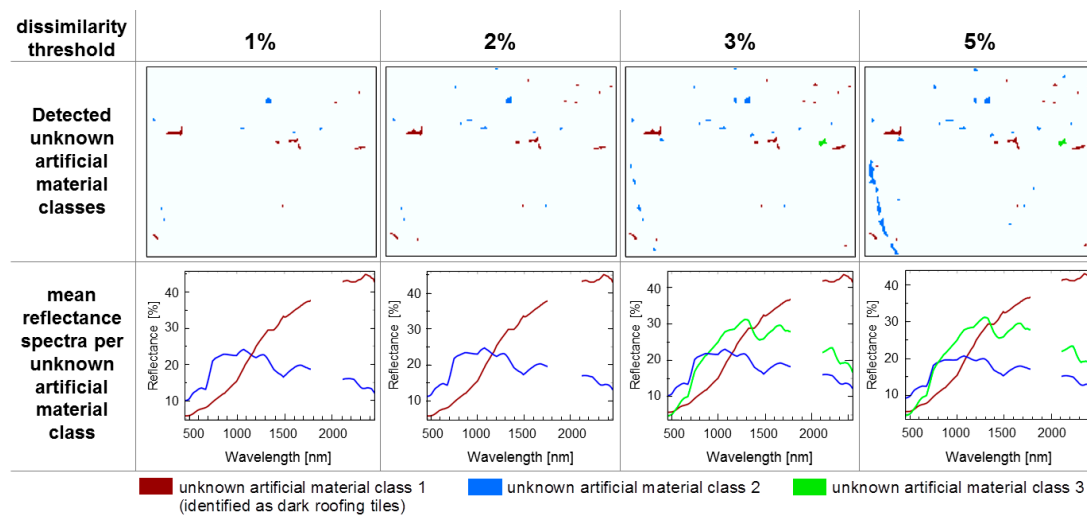 dissimilarity
threshold
1%
2%
3%
5%
Detected
unknown
artificial
material
classes
mean
reflectance
spectra per
unknown
artificial
material
class
Reflectance [%]
40
30
20
10
500 1000 1500 2000
Wavelength [nm]
Reflectance [%]
40
30
20
10
500 1000 1500 2000
Wavelength [nm]
Reflectance [%]
40
30
20
10
500 1000 1500 2000
Wavelength [nm]
Reflectance [%]
40
30
20
10
500 1000 1500 2000
Wavelength [nm]
unknown artificial material class 1
(identified as dark roofing tiles)
unknown artificial material class 2
unknown artificial material class 3